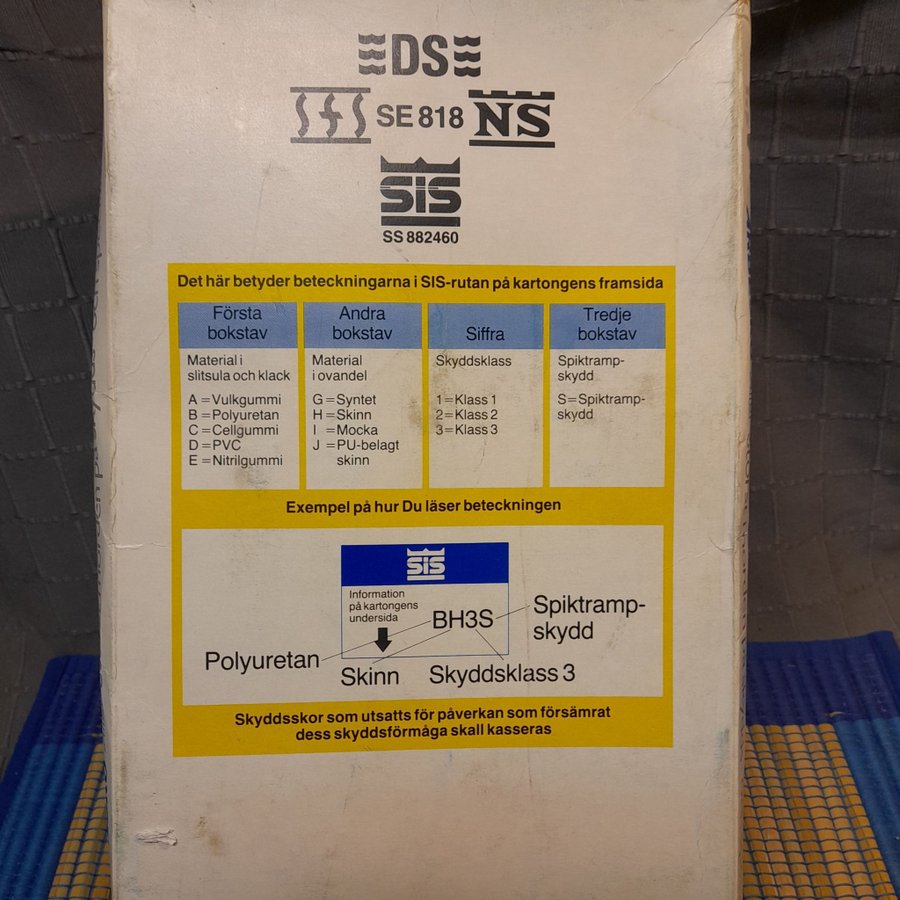 DS
SFS SE 818 NS
SIS
SS 882460
Det här betyder beteckningarna i SIS-rutan på kartongens framsida
Första
bokstav
Material i
slitsula och klack
A = Vulkgummi
B = Polyuretan
C = Cellgummi
D = PVC
E = Nitrilgummi
Andra
bokstav
Material
i ovandel
G = Syntet
H = Skinn
I = Mocka
J = PU-belagt
skinn
Siffra
Skyddsklass
1 = Klass 1
2 = Klass 2
3 = Klass 3
Tredje
bokstav
Spiktramp-
skydd
S = Spiktramp-
skydd
Exempel på hur Du läser beteckningen
SIS
Information
på kartongens
undersida
BH3S
Spiktramp-
skydd
Polyuretan
Skinn
Skyddsklass 3
Skyddsskor som utsatts för påverkan som försämrat
dess skyddsförmåga skall kasseras